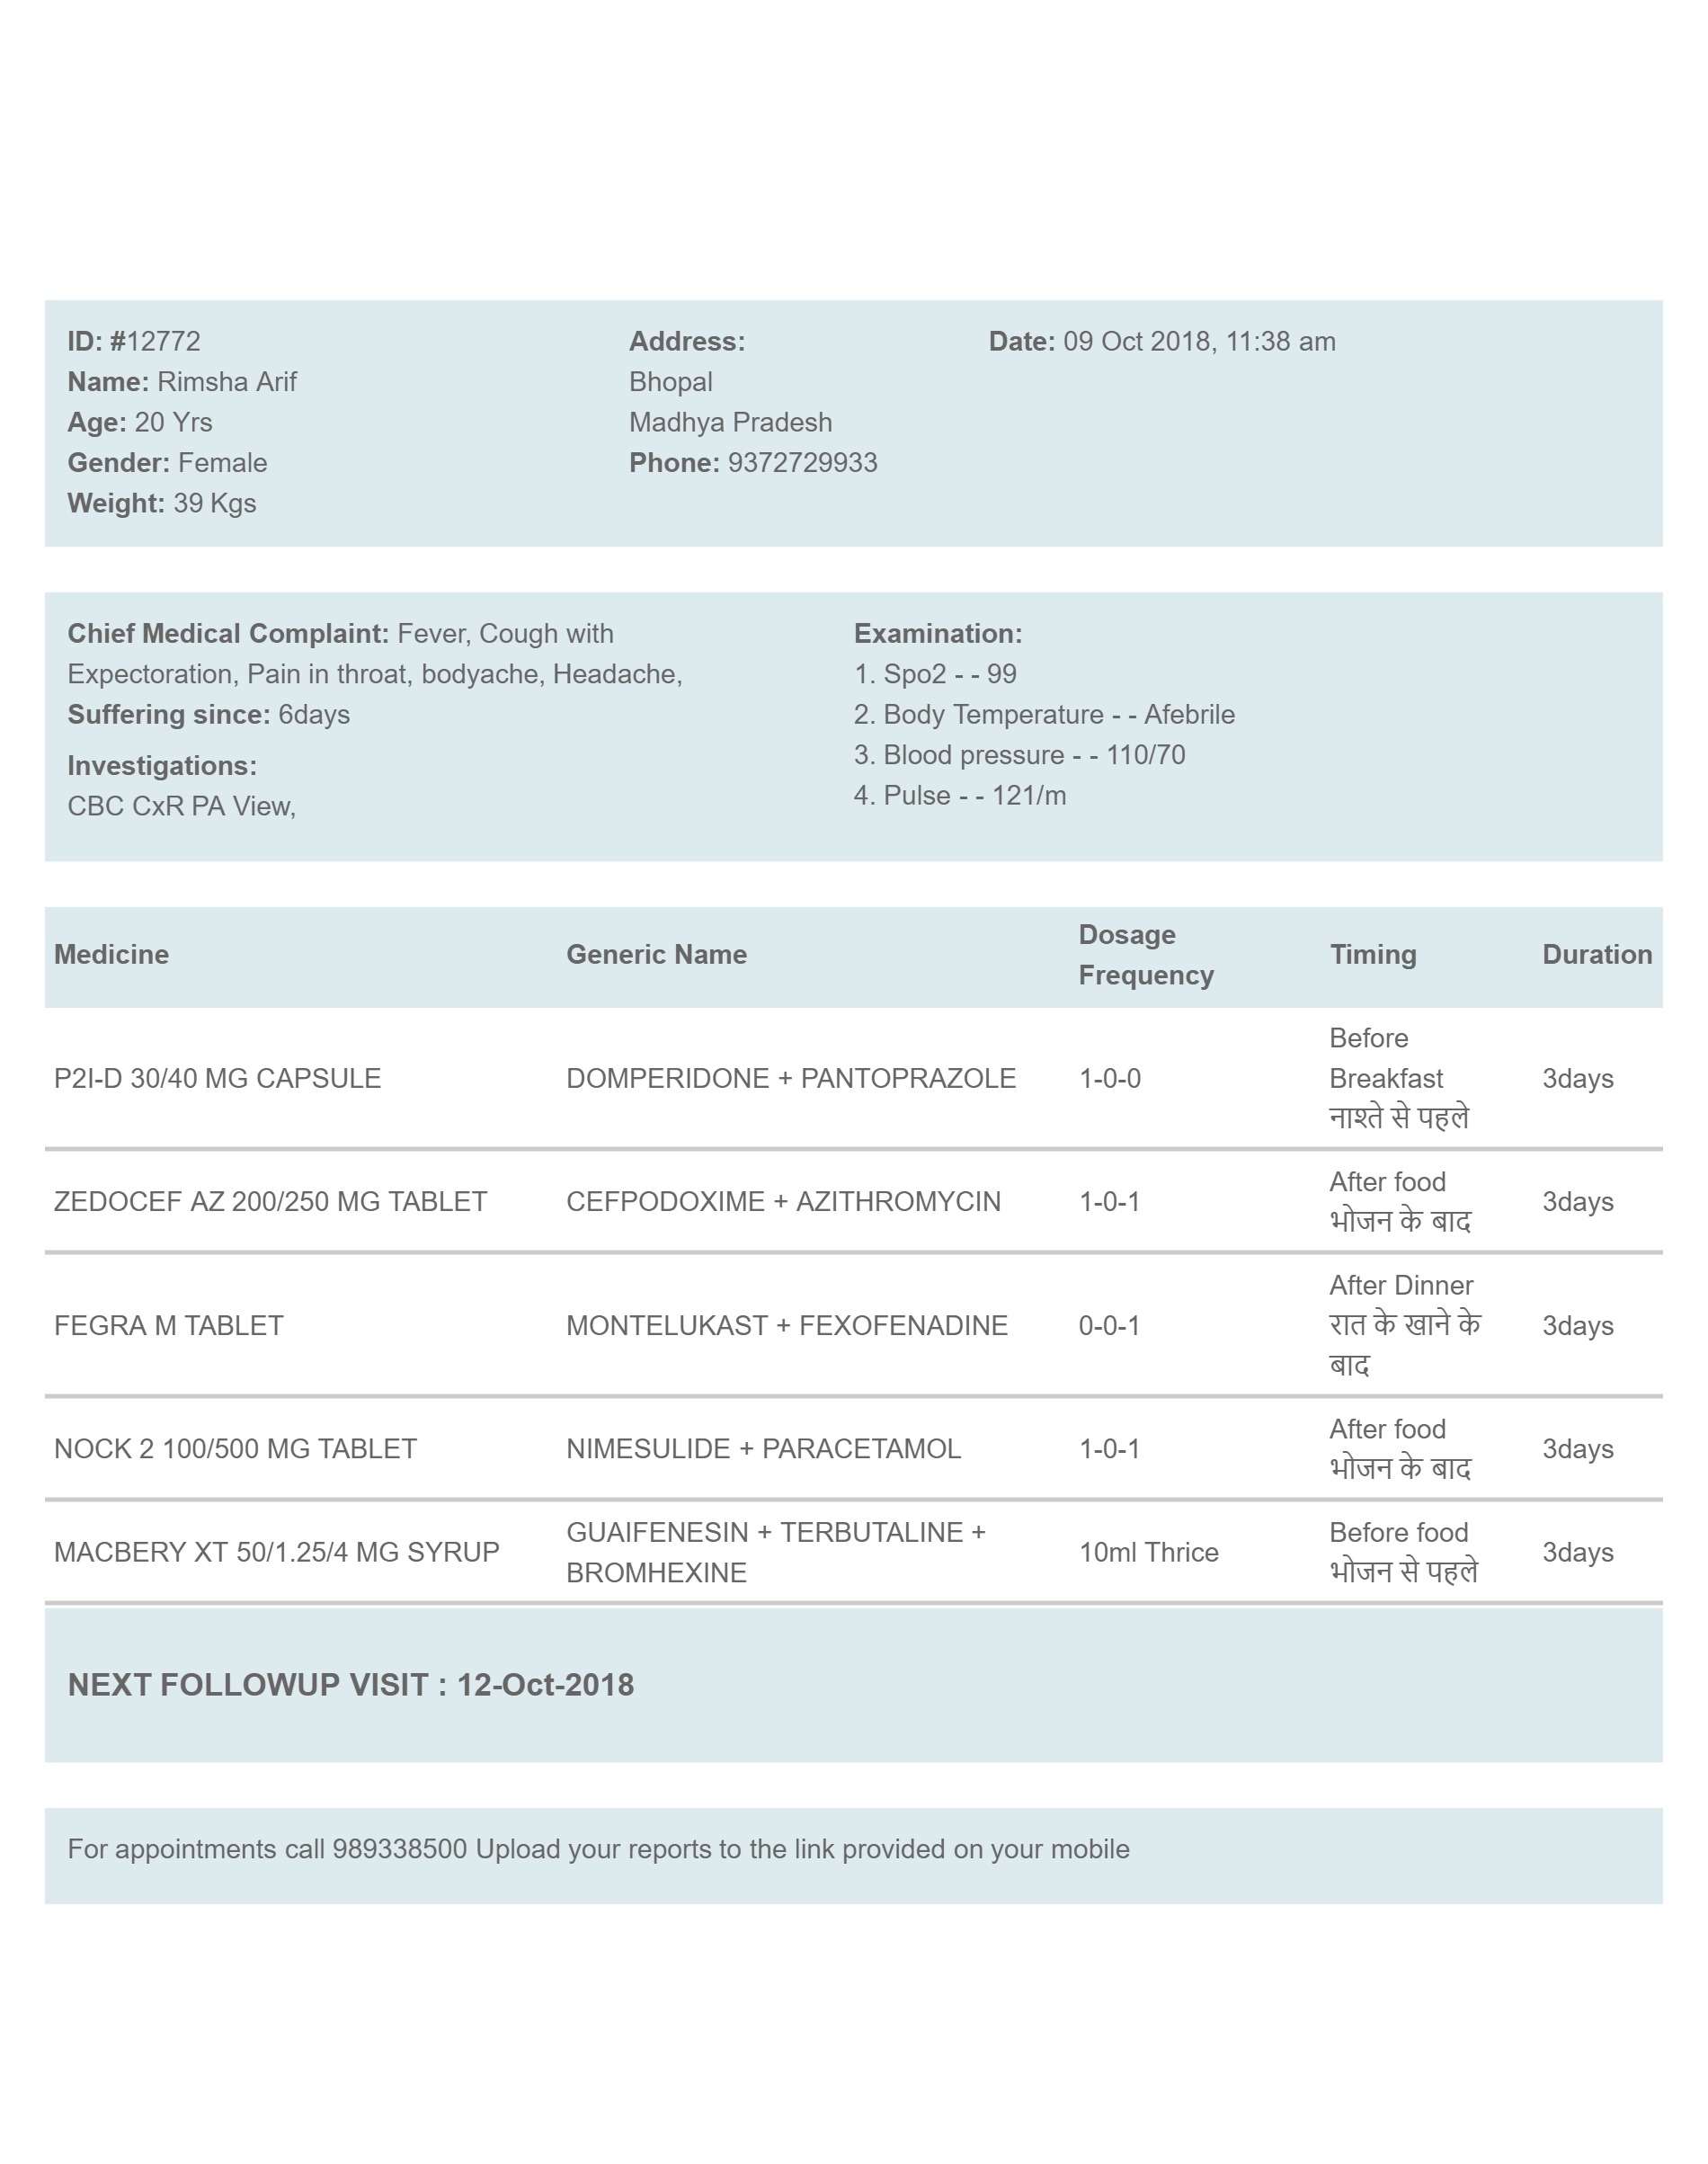 ID: #12772
Name: Rimsha Arif
Age: 20 Yrs
Gender: Female
Weight: 39 Kgs
Address:
Bhopal
Madhya Pradesh
Phone: 9372729933
Date: 09 Oct 2018, 11:38 am
Chief Medical Complaint: Fever, Cough with
Expectoration, Pain in throat, bodyache, Headache,
Suffering since: 6days
Investigations:
CBC CxR PA View,
Examination:
1. Spo2 - - 99
2. Body Temperature - - Afebrile
3. Blood pressure - - 110/70
4. Pulse - - 121/m
Medicine Generic Name Dosage Frequency Timing Duration
P2I-D 30/40 MG CAPSULE DOMPERIDONE + PANTOPRAZOLE 1-0-0 Before Breakfast नाश्ते से पहले 3days
ZEDOCEF AZ 200/250 MG TABLET CEFPODOXIME + AZITHROMYCIN 1-0-1 After food भोजन के बाद 3days
FEGRA M TABLET MONTELUKAST + FEXOFENADINE 0-0-1 After Dinner रात के खाने के बाद 3days
NOCK 2 100/500 MG TABLET NIMESULIDE + PARACETAMOL 1-0-1 After food भोजन के बाद 3days
MACBERY XT 50/1.25/4 MG SYRUP GUAIFENESIN + TERBUTALINE + BROMHEXINE 10ml Thrice Before food भोजन से पहले 3days
NEXT FOLLOWUP VISIT : 12-Oct-2018
For appointments call 989338500 Upload your reports to the link provided on your mobile